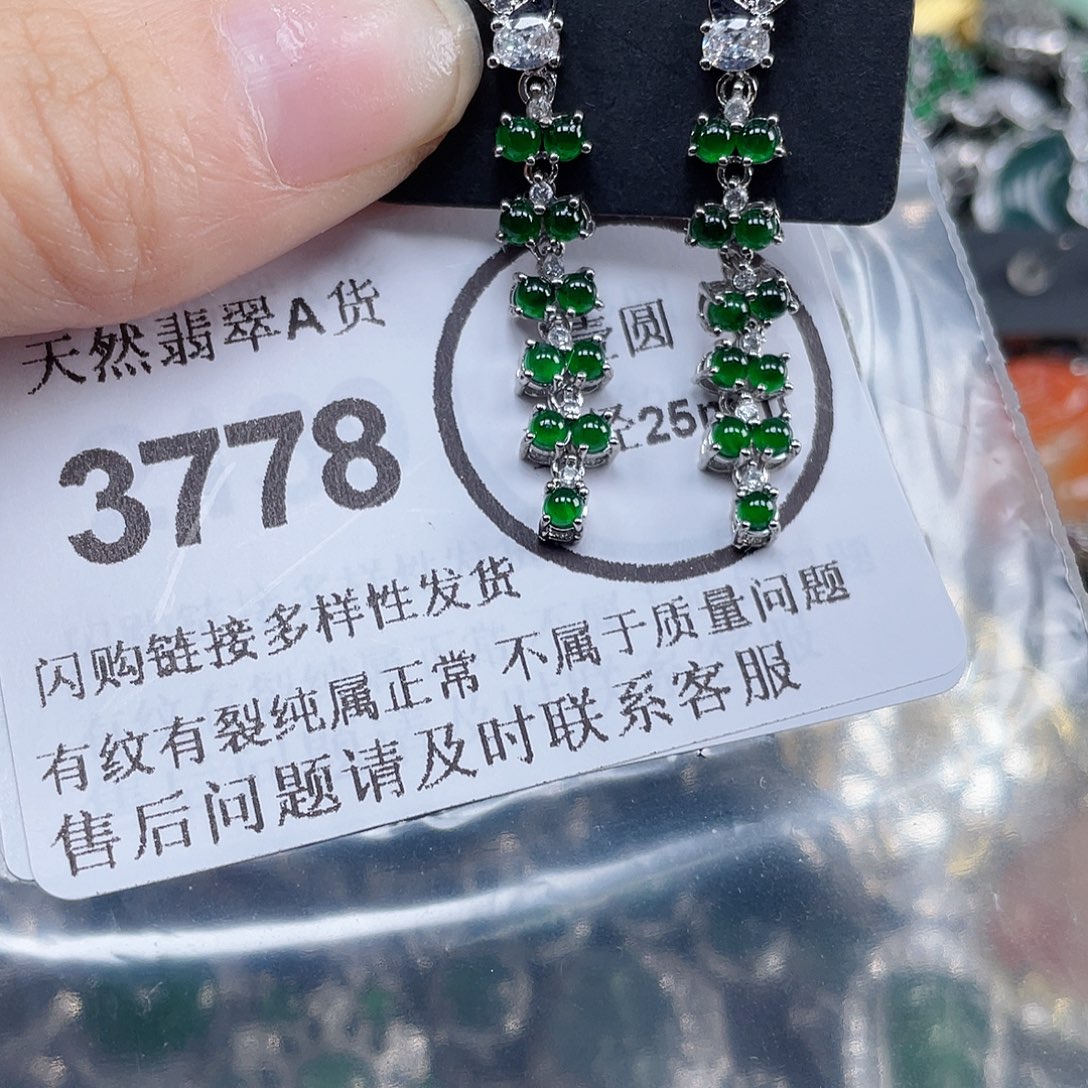 天然翡翠A货
3778
圆
径25mm
闪购链接多样性发货
有纹有裂纯属正常 不属于质量问题
售后问题请及时联系客服